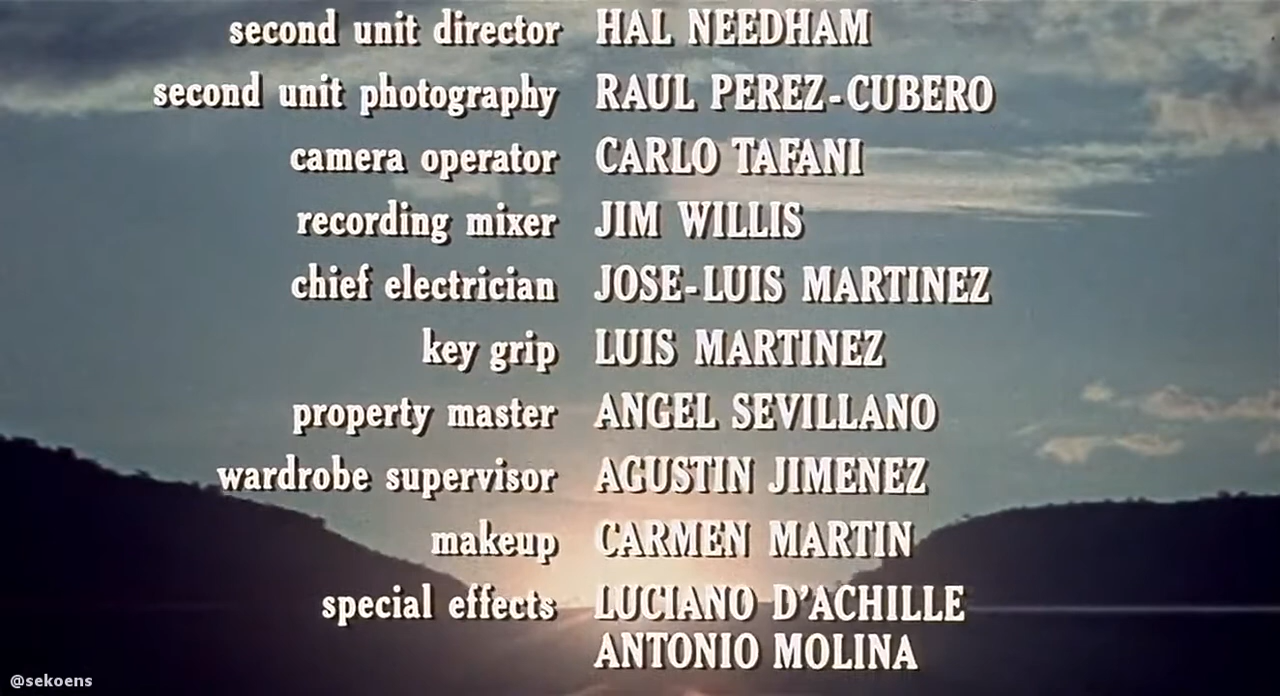 second unit director HAL NEEDHAM
second unit photography RAUL PEREZ-CUBERO
camera operator CARLO TAFANI
recording mixer JIM WILLIS
chief electrician JOSE-LUIS MARTINEZ
key grip LUIS MARTINEZ
property master ANGEL SEVILLANO
wardrobe supervisor AGUSTIN JIMENEZ
makeup CARMEN MARTIN
special effects LUCIANO D'ACHILLE
ANTONIO MOLINA
@sekoens